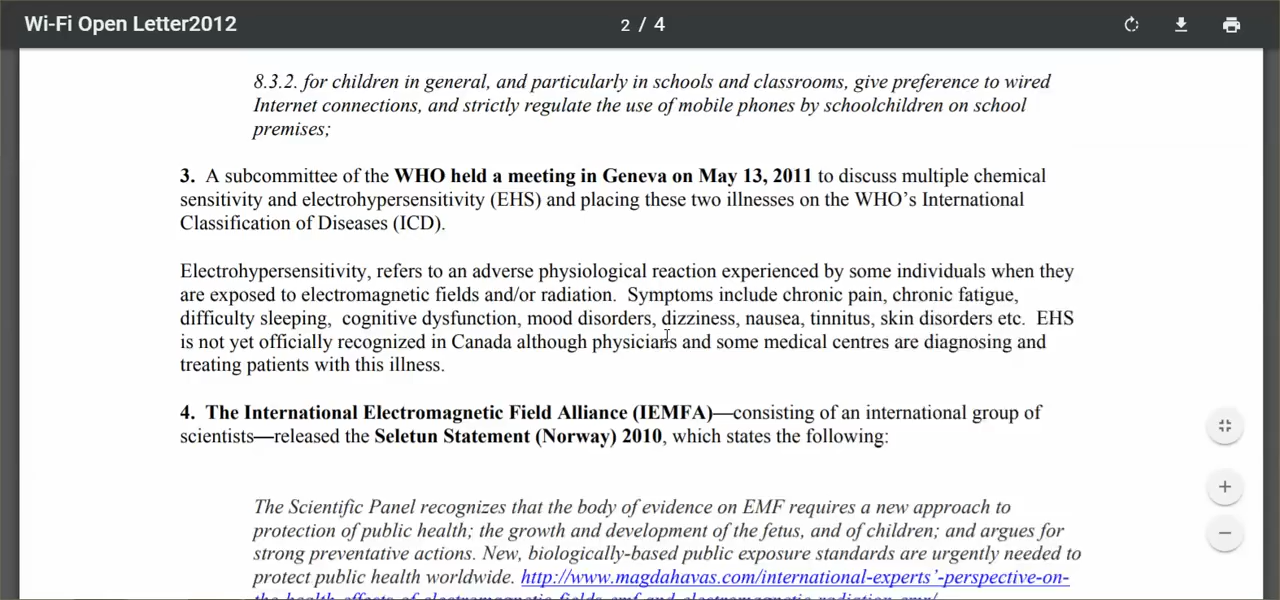 Wi-Fi Open Letter2012
2 / 4
8.3.2. for children in general, and particularly in schools and classrooms, give preference to wired
Internet connections, and strictly regulate the use of mobile phones by schoolchildren on school
premises;
3. A subcommittee of the WHO held a meeting in Geneva on May 13, 2011 to discuss multiple chemical
sensitivity and electrohypersensitivity (EHS) and placing these two illnesses on the WHO's International
Classification of Diseases (ICD).
Electrohypersensitivity, refers to an adverse physiological reaction experienced by some individuals when they
are exposed to electromagnetic fields and/or radiation. Symptoms include chronic pain, chronic fatigue,
difficulty sleeping, cognitive dysfunction, mood disorders, dizziness, nausea, tinnitus, skin disorders etc. EHS
is not yet officially recognized in Canada although physicians and some medical centres are diagnosing and
treating patients with this illness.
4. The International Electromagnetic Field Alliance (IEMFA)—consisting of an international group of
scientists—released the Seletun Statement (Norway) 2010, which states the following:
The Scientific Panel recognizes that the body of evidence on EMF requires a new approach to
protection of public health; the growth and development of the fetus, and of children; and argues for
strong preventative actions. New, biologically-based public exposure standards are urgently needed to
protect public health worldwide. http://www.magdahavas.com/international-experts'-perspective-on-
the-health-effects-of-electromagnetic-fields-emf-and-electromagnetic-radiation-emr/